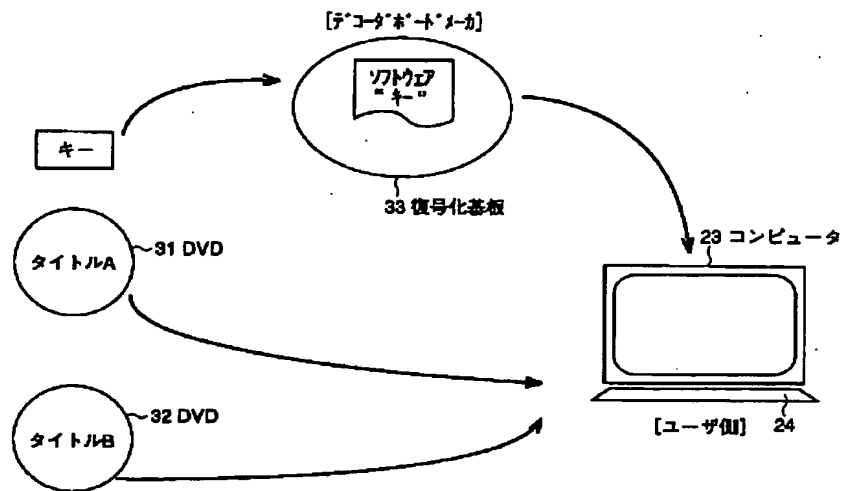 [デコーダボードメーカ]
ソフトウェア
"キー"
キー
33 復号化基板
31 DVD
タイトルA
23 コンピュータ
32 DVD
タイトルB
[ユーザ側]
24